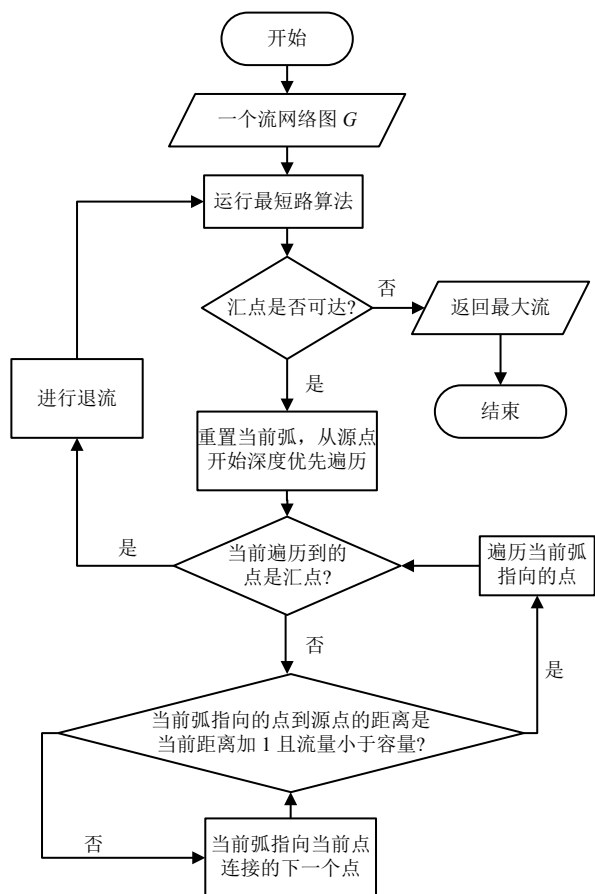 开始
一个流网络图 G
运行最短路算法
汇点是否可达?
否
返回最大流
进行退流
是
结束
重置当前弧，从源点
开始深度优先遍历
是
当前遍历到的
点是汇点?
遍历当前弧
指向的点
否
是
当前弧指向的点到源点的距离是
当前距离加 1 且流量小于容量?
否
当前弧指向当前点
连接的下一个点